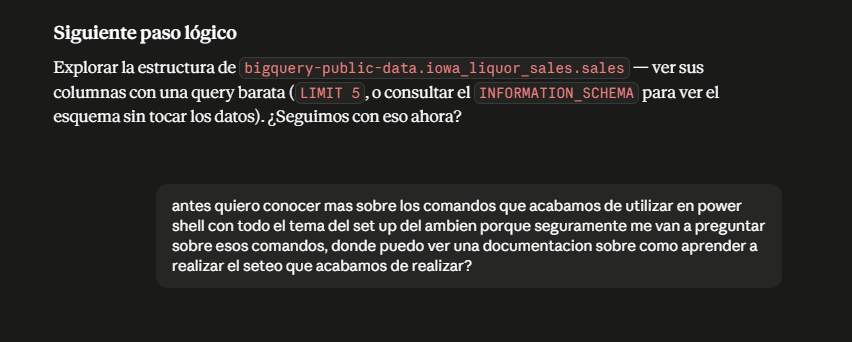 Siguiente paso lógico
Explorar la estructura de bigquery-public-data.iowa_liquor_sales.sales — ver sus
columnas con una query barata (LIMIT 5, o consultar el INFORMATION_SCHEMA para ver el
esquema sin tocar los datos). ¿Seguimos con eso ahora?
antes quiero conocer mas sobre los comandos que acabamos de utilizar en power
shell con todo el tema del set up del ambien porque seguramente me van a preguntar
sobre esos comandos, donde puedo ver una documentacion sobre como aprender a
realizar el seteo que acabamos de realizar?